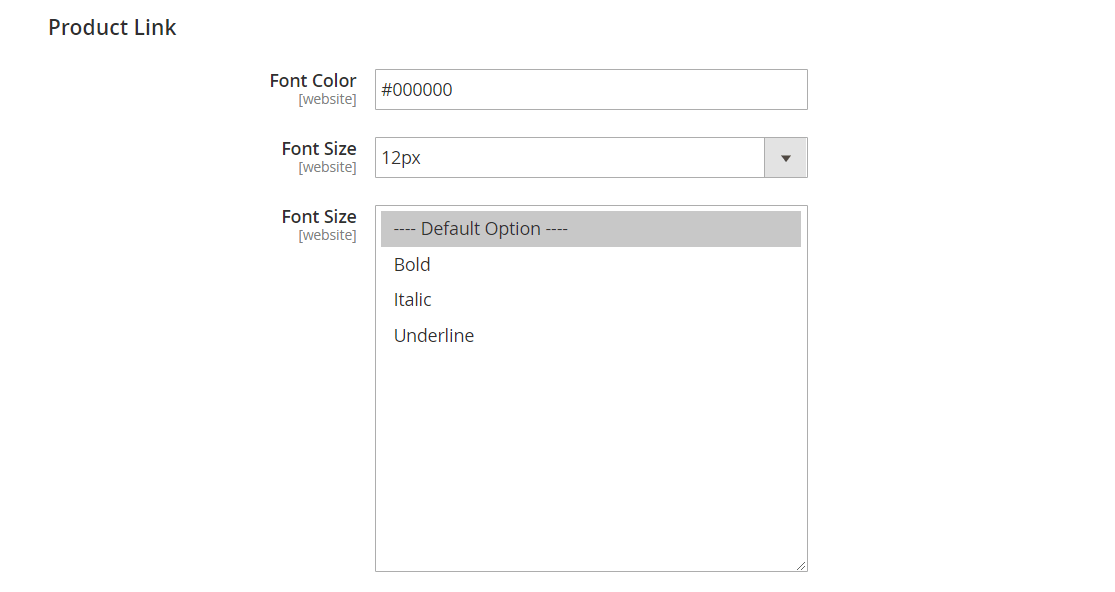 Product Link
Font Color
[website]
#000000
Font Size
[website]
12px
Font Size
[website]
---- Default Option ----
Bold
Italic
Underline